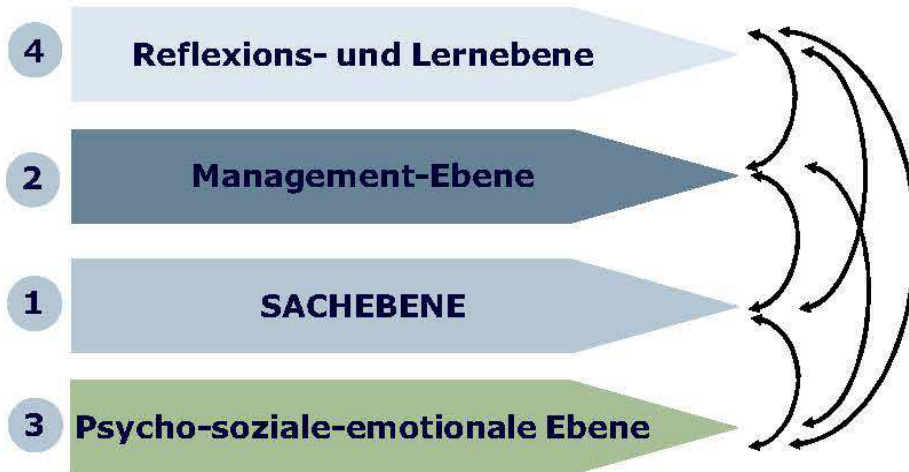 4 Reflexions- und Lernebene
2 Management-Ebene
1 SACHEBENE
3 Psycho-soziale-emotionale Ebene